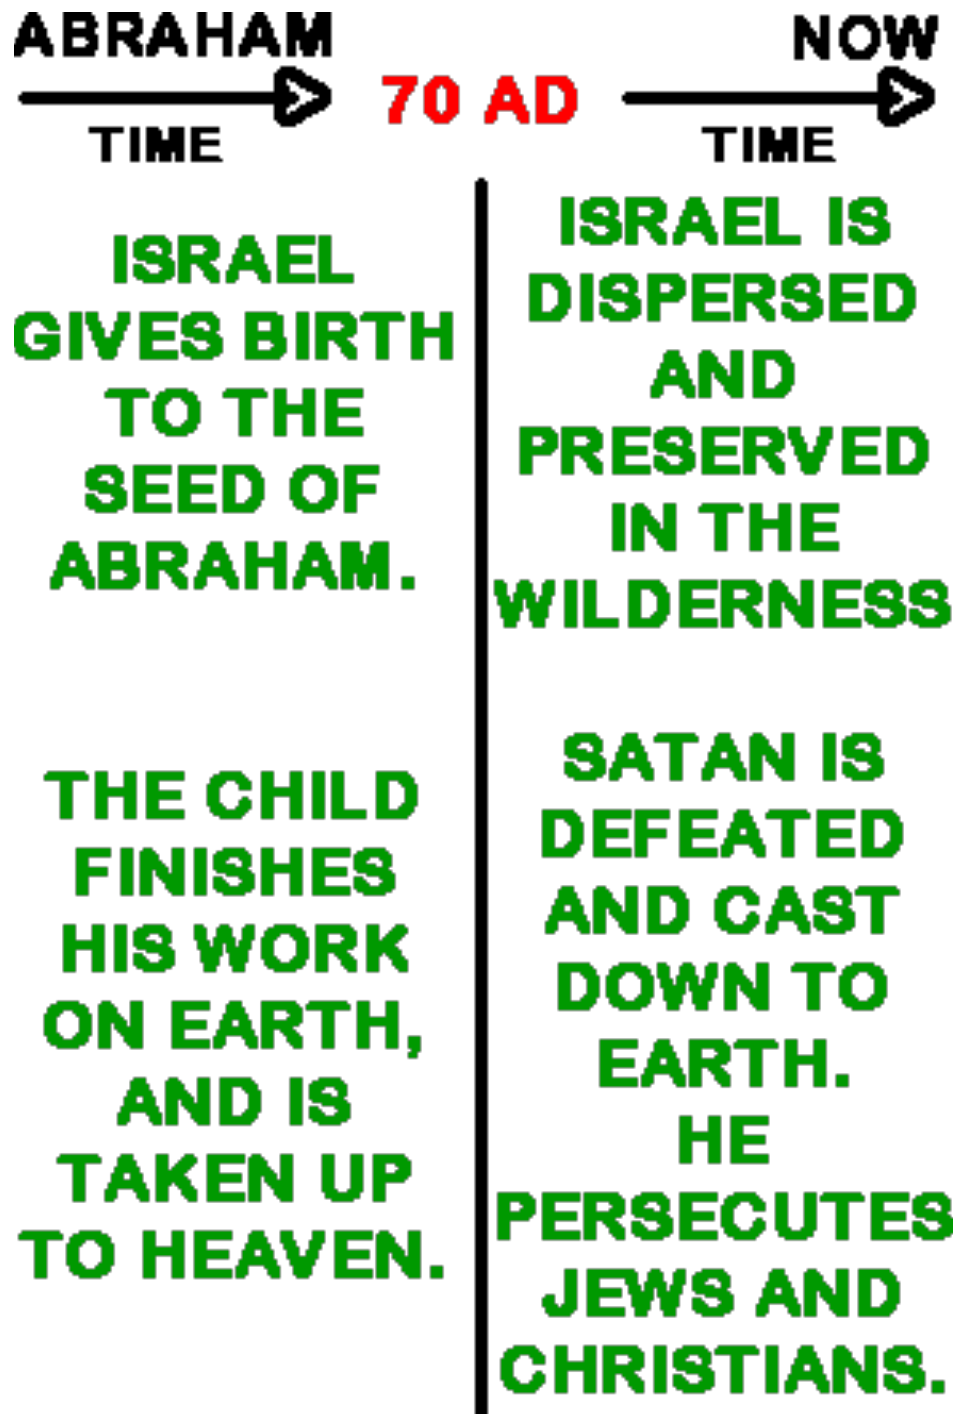 ABRAHAM
TIME
70 AD
NOW
TIME
ISRAEL
GIVES BIRTH
TO THE
SEED OF
ABRAHAM.
THE CHILD
FINISHES
HIS WORK
ON EARTH,
AND IS
TAKEN UP
TO HEAVEN.
ISRAEL IS
DISPERSED
AND
PRESERVED
IN THE
WILDERNESS
SATAN IS
DEFEATED
AND CAST
DOWN TO
EARTH.
HE
PERSECUTES
JEWS AND
CHRISTIANS.